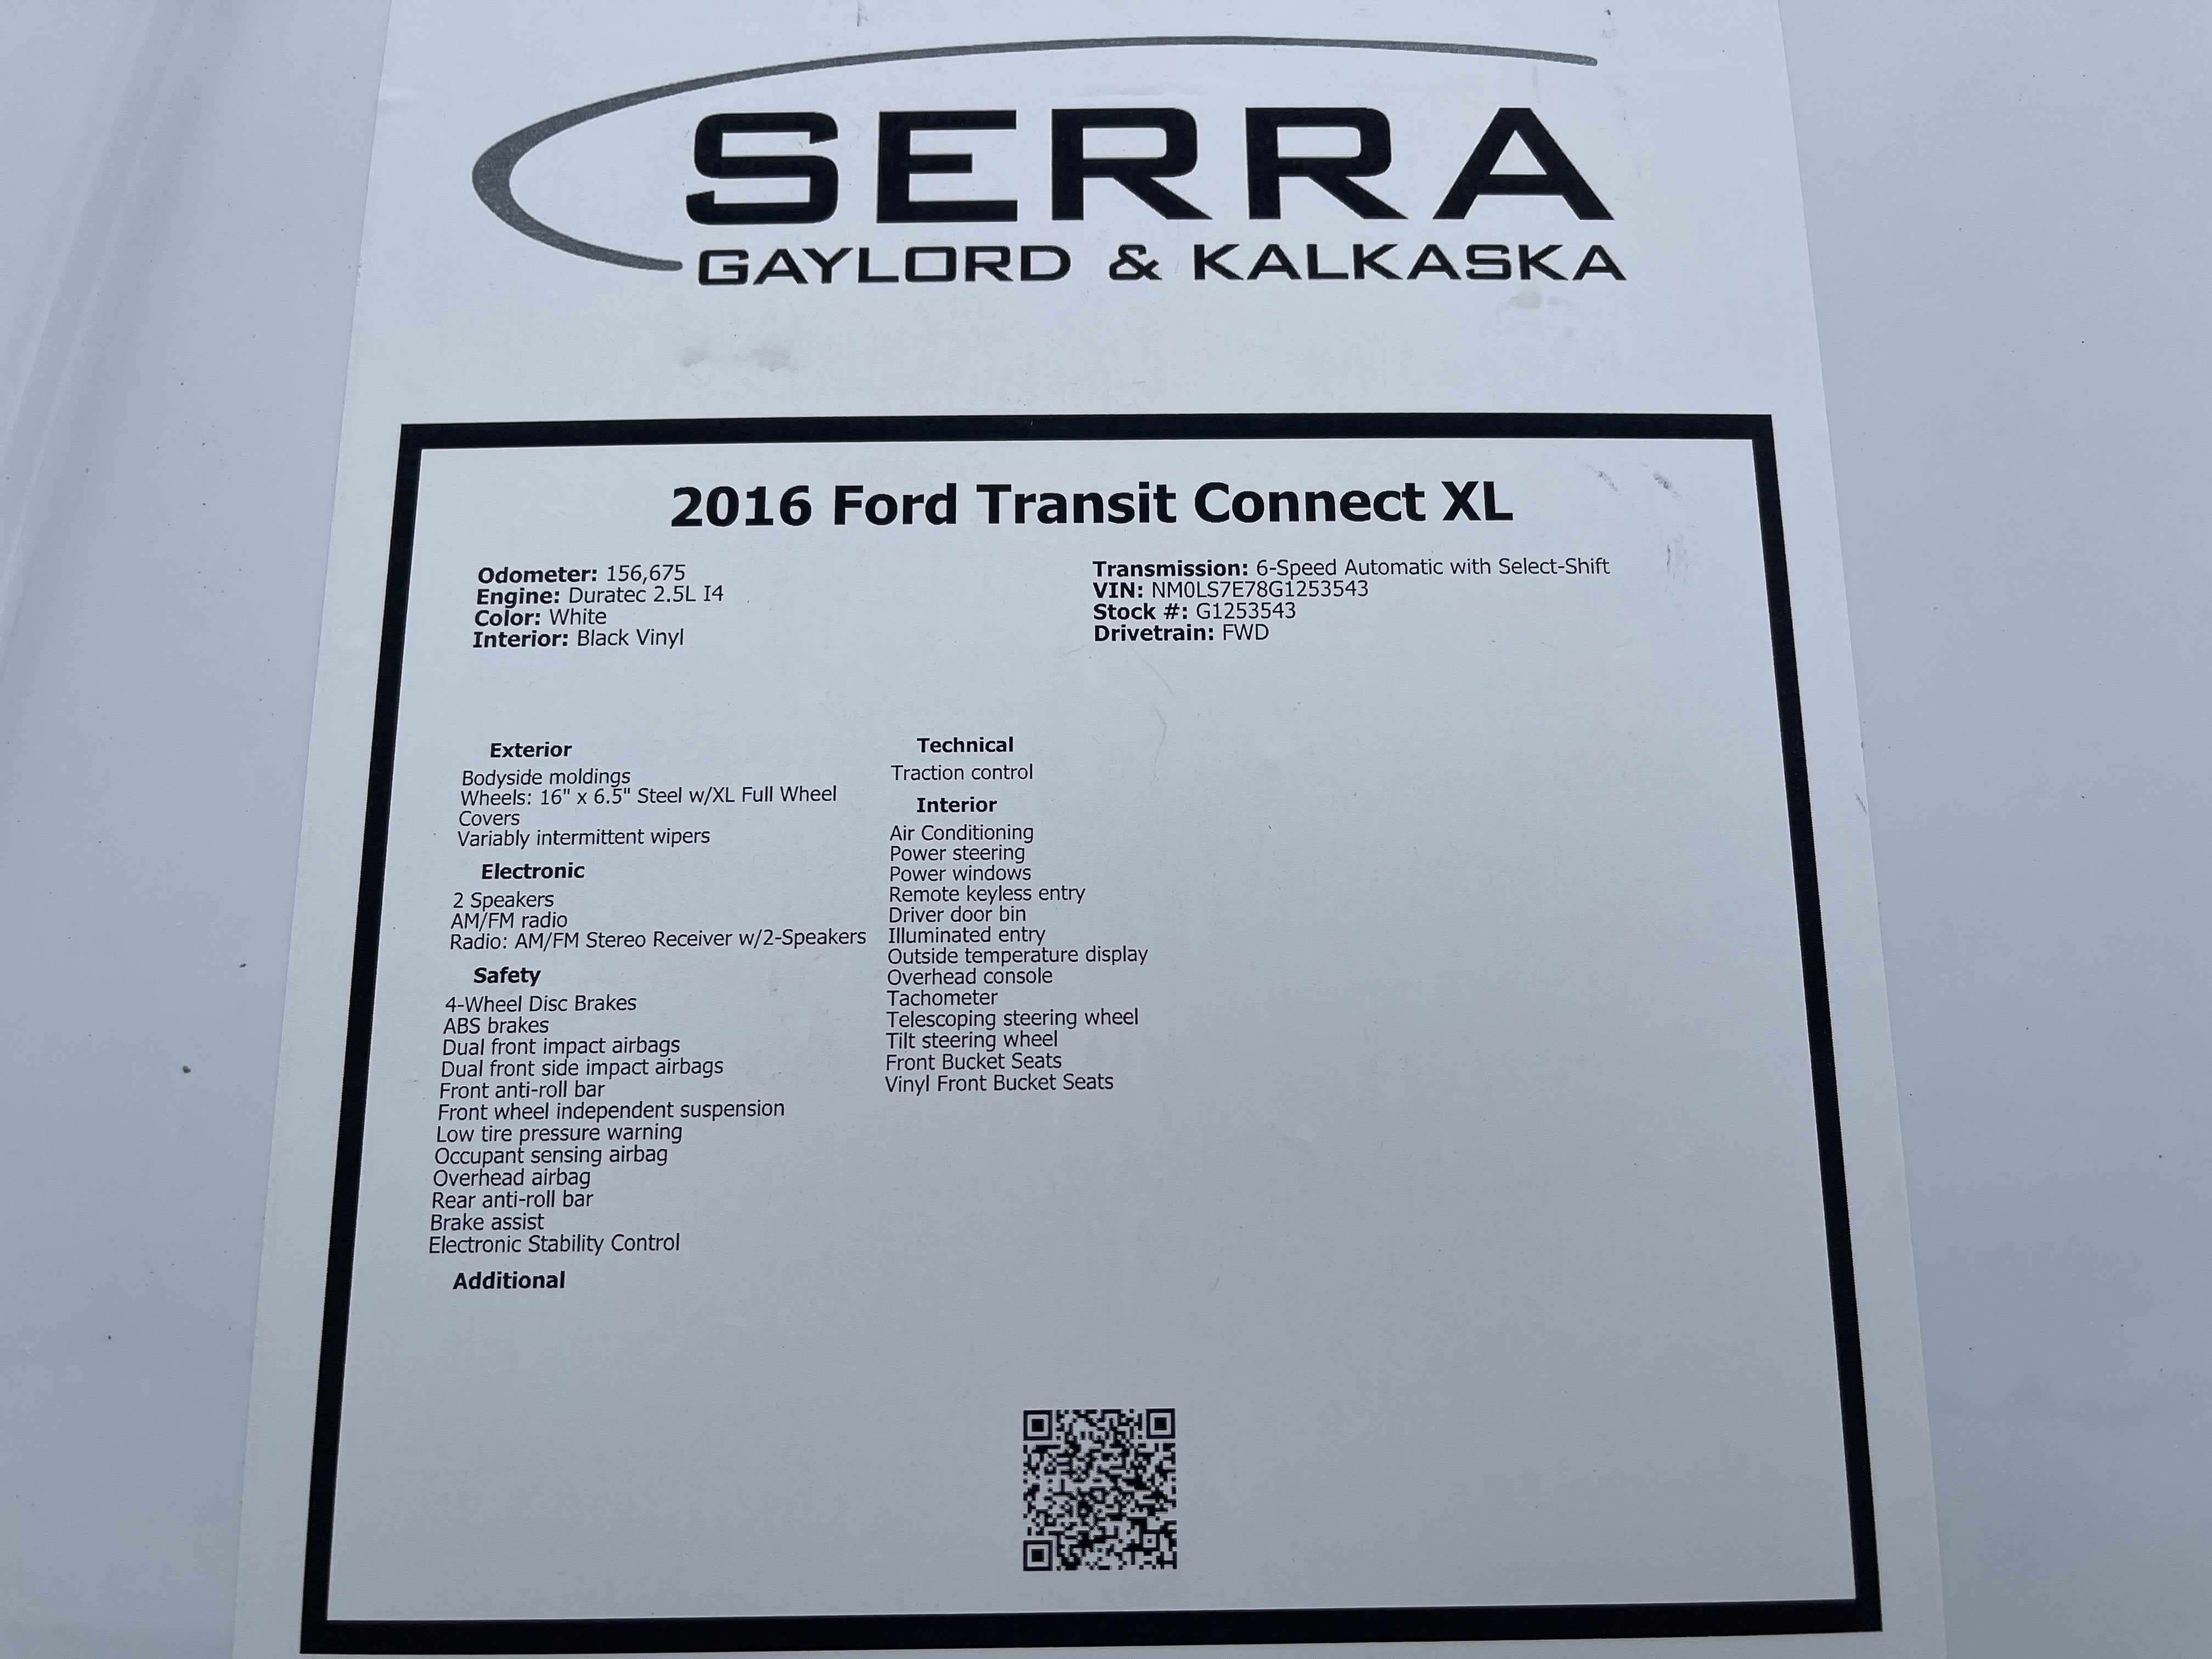 SERRA
GAYLORD & KALKASKA
2016 Ford Transit Connect XL
Odometer: 156,675
Engine: Duratec 2.5L I4
Color: White
Interior: Black Vinyl
Transmission: 6-Speed Automatic with Select-Shift
VIN: NM0LS7E78G1253543
Stock #: G1253543
Drivetrain: FWD
Exterior
Bodyside moldings
Wheels: 16" x 6.5" Steel w/XL Full Wheel
Covers
Variably intermittent wipers
Electronic
2 Speakers
AM/FM radio
Radio: AM/FM Stereo Receiver w/2-Speakers
Safety
4-Wheel Disc Brakes
ABS brakes
Dual front impact airbags
Dual front side impact airbags
Front anti-roll bar
Front wheel independent suspension
Low tire pressure warning
Occupant sensing airbag
Overhead airbag
Rear anti-roll bar
Brake assist
Electronic Stability Control
Additional
Technical
Traction control
Interior
Air Conditioning
Power steering
Power windows
Remote keyless entry
Driver door bin
Illuminated entry
Outside temperature display
Overhead console
Tachometer
Telescoping steering wheel
Tilt steering wheel
Front Bucket Seats
Vinyl Front Bucket Seats